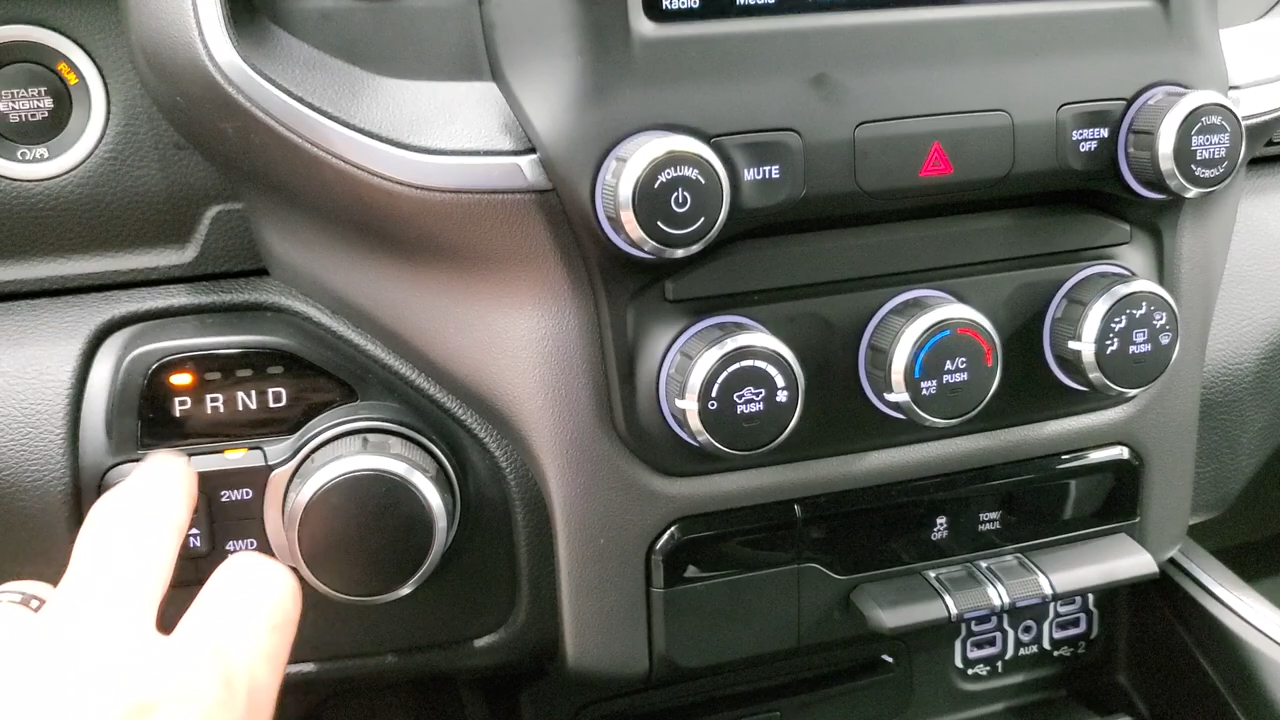 Radio
Media
RUN
START
ENGINE
STOP
VOLUME
MUTE
SCREEN
OFF
TUNE
BROWSE
ENTER
SCROLL
PUSH
A/C
PUSH
MAX
A/C
PUSH
P R N D
2WD
N
4WD
OFF
TOW/
HAUL
1
AUX
2